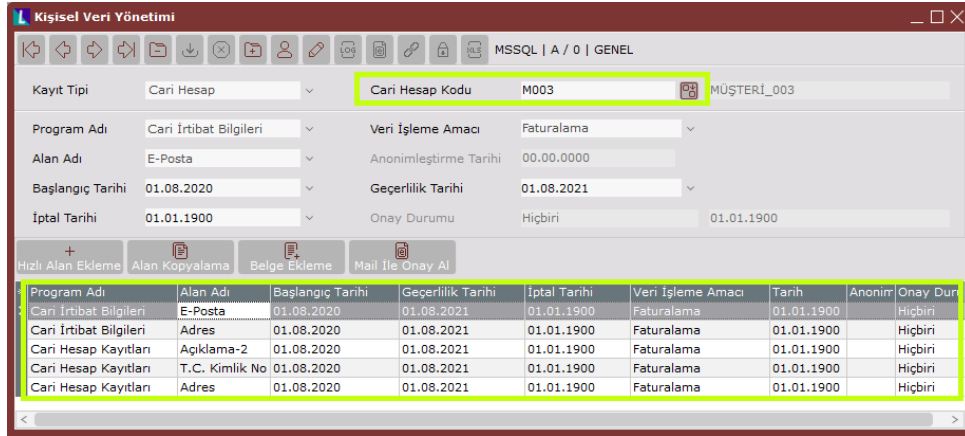 Kişisel Veri Yönetimi
LOG XLS MSSQL | A / 0 | GENEL
Kayıt Tipi Cari Hesap Cari Hesap Kodu M003 MÜŞTERİ_003
Program Adı Cari İrtibat Bilgileri Veri İşleme Amacı Faturalama
Alan Adı E-Posta Anonimleştirme Tarihi 00.00.0000
Başlangıç Tarihi 01.08.2020 Geçerlilik Tarihi 01.08.2021
İptal Tarihi 01.01.1900 Onay Durumu Hiçbiri 01.01.1900
Hızlı Alan Ekleme Alan Kopyalama Belge Ekleme Mail İle Onay Al
Program Adı Alan Adı Başlangıç Tarihi Geçerlilik Tarihi İptal Tarihi Veri İşleme Amacı Tarih Anonim Onay Duru
Cari İrtibat Bilgileri E-Posta 01.08.2020 01.08.2021 01.01.1900 Faturalama 01.01.1900 Hiçbiri
Cari İrtibat Bilgileri Adres 01.08.2020 01.08.2021 01.01.1900 Faturalama 01.01.1900 Hiçbiri
Cari Hesap Kayıtları Açıklama-2 01.08.2020 01.08.2021 01.01.1900 Faturalama 01.01.1900 Hiçbiri
Cari Hesap Kayıtları T.C. Kimlik No 01.08.2020 01.08.2021 01.01.1900 Faturalama 01.01.1900 Hiçbiri
Cari Hesap Kayıtları Adres 01.08.2020 01.08.2021 01.01.1900 Faturalama 01.01.1900 Hiçbiri